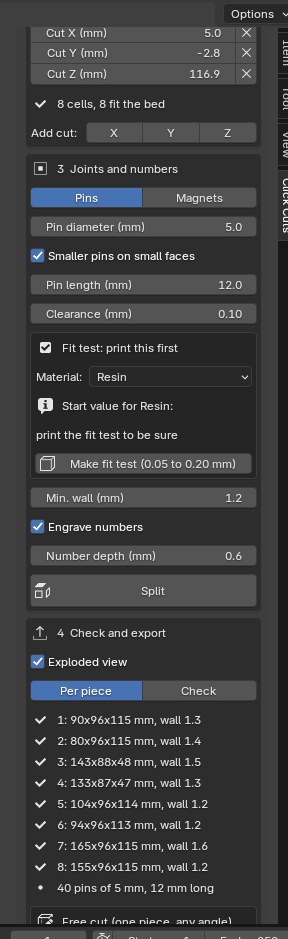 Options
Cut X (mm) 5.0
Cut Y (mm) -2.8
Cut Z (mm) 116.9
8 cells, 8 fit the bed
Add cut: X Y Z
3 Joints and numbers
Pins Magnets
Pin diameter (mm) 5.0
Smaller pins on small faces
Pin length (mm) 12.0
Clearance (mm) 0.10
Fit test: print this first
Material: Resin
Start value for Resin:
print the fit test to be sure
Make fit test (0.05 to 0.20 mm)
Min. wall (mm) 1.2
Engrave numbers
Number depth (mm) 0.6
Split
4 Check and export
Exploded view
Per piece Check
1: 90x96x115 mm, wall 1.3
2: 80x96x115 mm, wall 1.4
3: 143x88x48 mm, wall 1.5
4: 133x87x47 mm, wall 1.3
5: 104x96x114 mm, wall 1.2
6: 94x96x113 mm, wall 1.2
7: 165x96x115 mm, wall 1.6
8: 155x96x115 mm, wall 1.2
• 40 pins of 5 mm, 12 mm long
Free cut (one piece, any angle)
Item
Tool
View